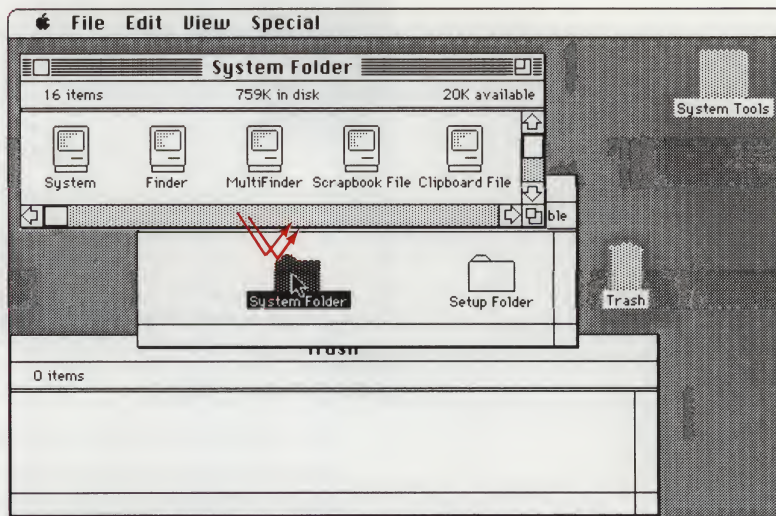 File Edit View Special
System Folder
16 items 759K in disk 20K available
System Finder MultiFinder Scrapbook File Clipboard File
System Tools
ble
System Folder Setup Folder
Trash
Trash
0 items